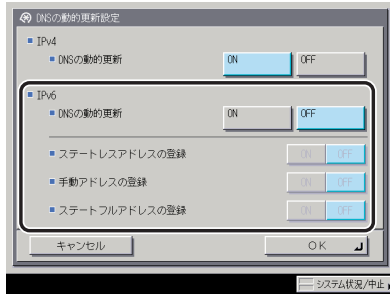 DNSの動的更新設定
IPv4
DNSの動的更新 ON OFF
IPv6
DNSの動的更新 ON OFF
ステートレスアドレスの登録 ON OFF
手動アドレスの登録 ON OFF
ステートフルアドレスの登録 ON OFF
キャンセル OK
システム状況/中止